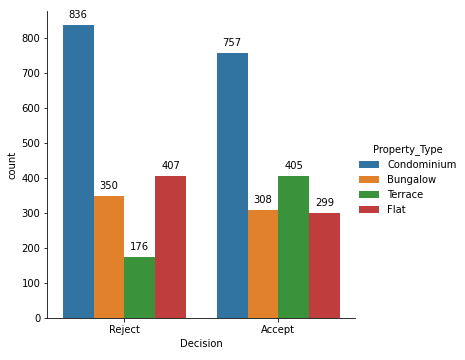 836
757
800
700
600
500
400
300
200
100
0
count
350
176
407
308
405
299
Reject
Accept
Decision
Property_Type
Condominium
Bungalow
Terrace
Flat